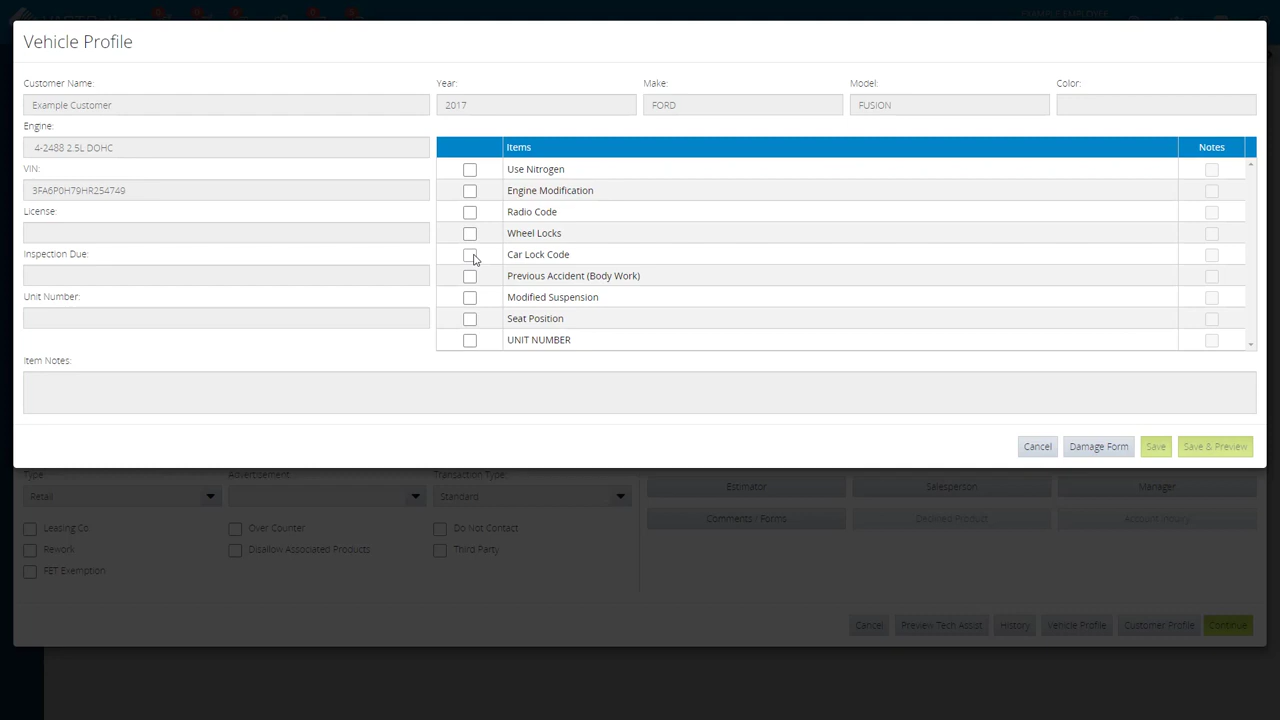 Vehicle Profile
Customer Name:
Year:
Make:
Model:
Color:
Example Customer
2017
FORD
FUSION
Engine:
4-2488 2.5L DOHC
Items
Notes
VIN:
Use Nitrogen
3FA6P0H79HR254749
Engine Modification
License:
Radio Code
Wheel Locks
Inspection Due:
Car Lock Code
Previous Accident (Body Work)
Unit Number:
Modified Suspension
Seat Position
UNIT NUMBER
Item Notes:
Cancel
Damage Form
Save
Save & Preview
Type:
Advertisement:
Transaction Type:
Retail
Standard
Estimator
Salesperson
Manager
Leasing Co.
Over Counter
Do Not Contact
Comments / Forms
Detailed Product
Account Inquiry
Rework
Disallow Associated Products
Third Party
FET Exemption
Cancel
Preview Tech Assist
History
Vehicle Profile
Customer Profile
Continue